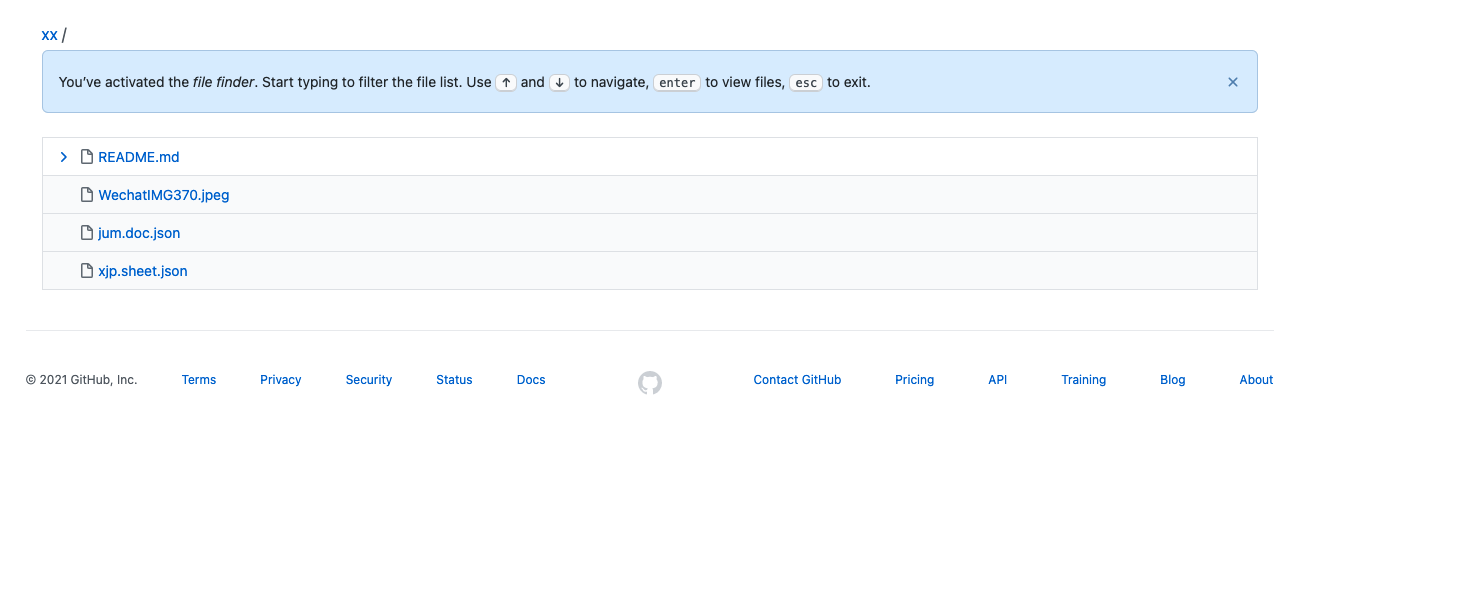 xx /
You've activated the file finder. Start typing to filter the file list. Use ↑ and ↓ to navigate, enter to view files, esc to exit.
README.md
WechatIMG370.jpeg
jum.doc.json
xjp.sheet.json
© 2021 GitHub, Inc. Terms Privacy Security Status Docs Contact GitHub Pricing API Training Blog About